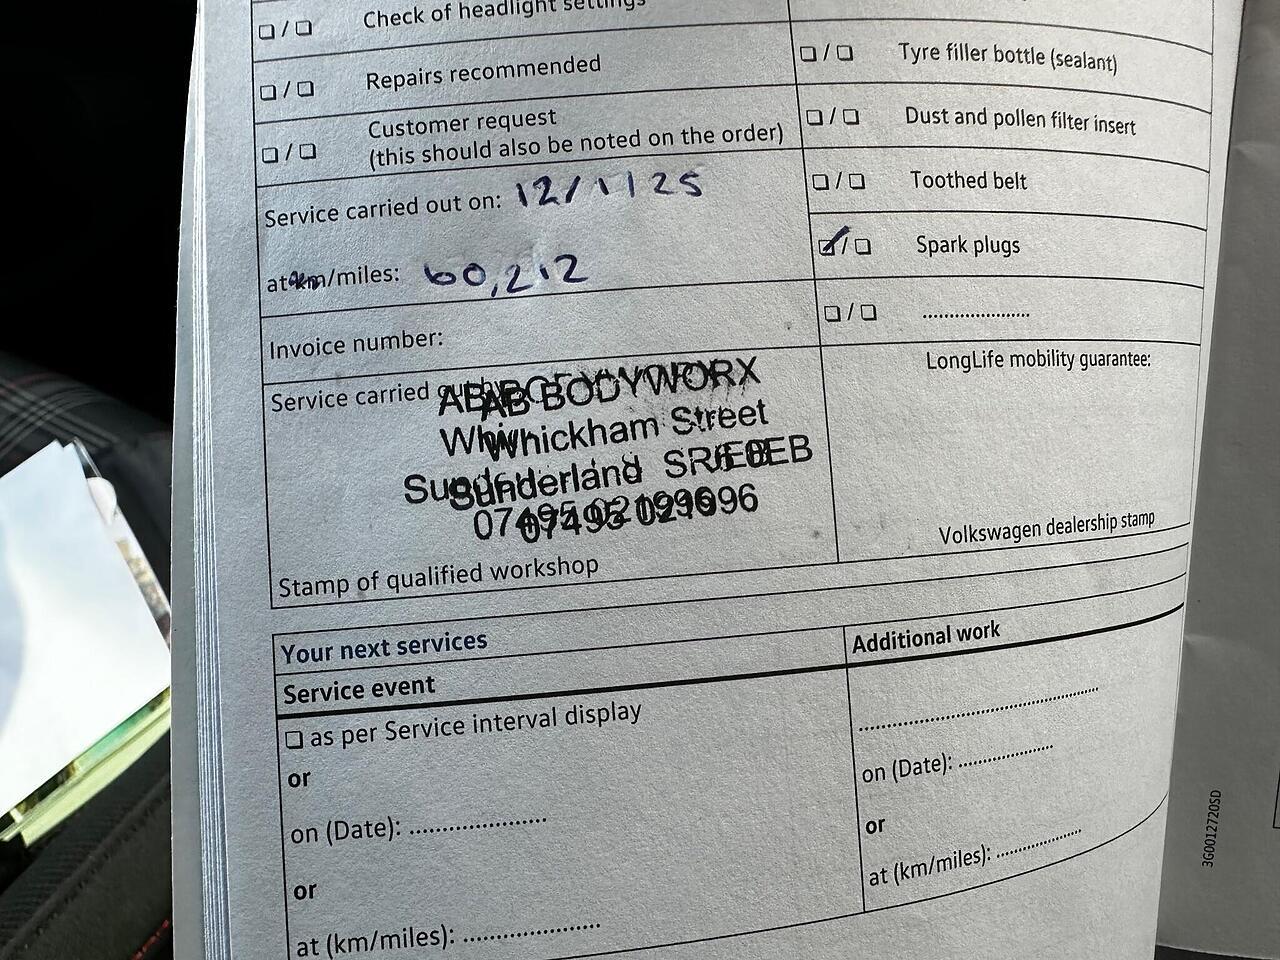 Check of headlight settings
Repairs recommended
Customer request
(this should also be noted on the order)
Service carried out on: 12/1/25
at km/miles: 60,212
Invoice number:
Service carried
AB BODYWORX
Whickham Street
Sunderland SR6 0EB
07495 021996
Stamp of qualified workshop
Tyre filler bottle (sealant)
Dust and pollen filter insert
Toothed belt
Spark plugs
.....................
LongLife mobility guarantee:
Volkswagen dealership stamp
Your next services
Service event
as per Service interval display
or
on (Date): .....................
or
at (km/miles): .....................
Additional work
.....................................
on (Date): ...............
or
at (km/miles): ..............
3G0012720SD